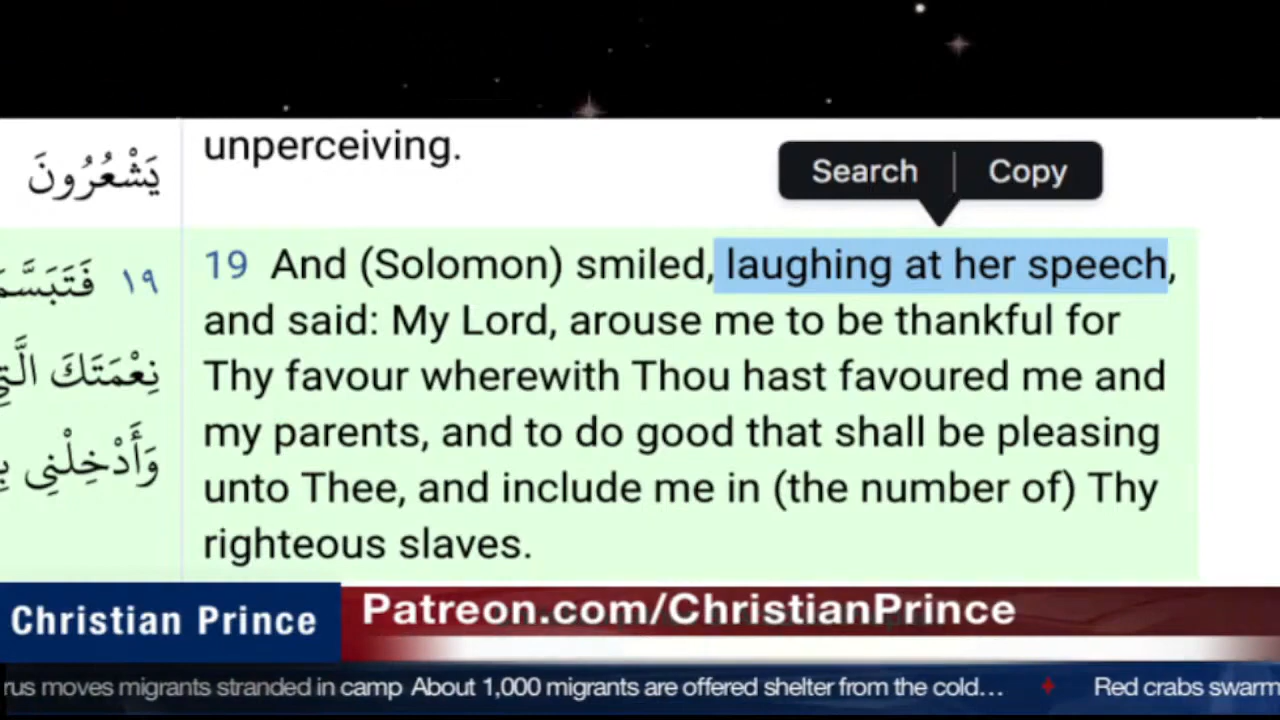 unperceiving.
يَشْعُرُونَ
Search
Copy
١٩ فَتَبَسَّمَ
19 And (Solomon) smiled, laughing at her speech,
and said: My Lord, arouse me to be thankful for
نِعْمَتَكَ
Thy favour wherewith Thou hast favoured me and
my parents, and to do good that shall be pleasing
وَأَدْخِلْنِى
unto Thee, and include me in (the number of) Thy
righteous slaves.
Christian Prince
Patreon.com/ChristianPrince
rus moves migrants stranded in camp About 1,000 migrants are offered shelter from the cold… Red crabs swarm